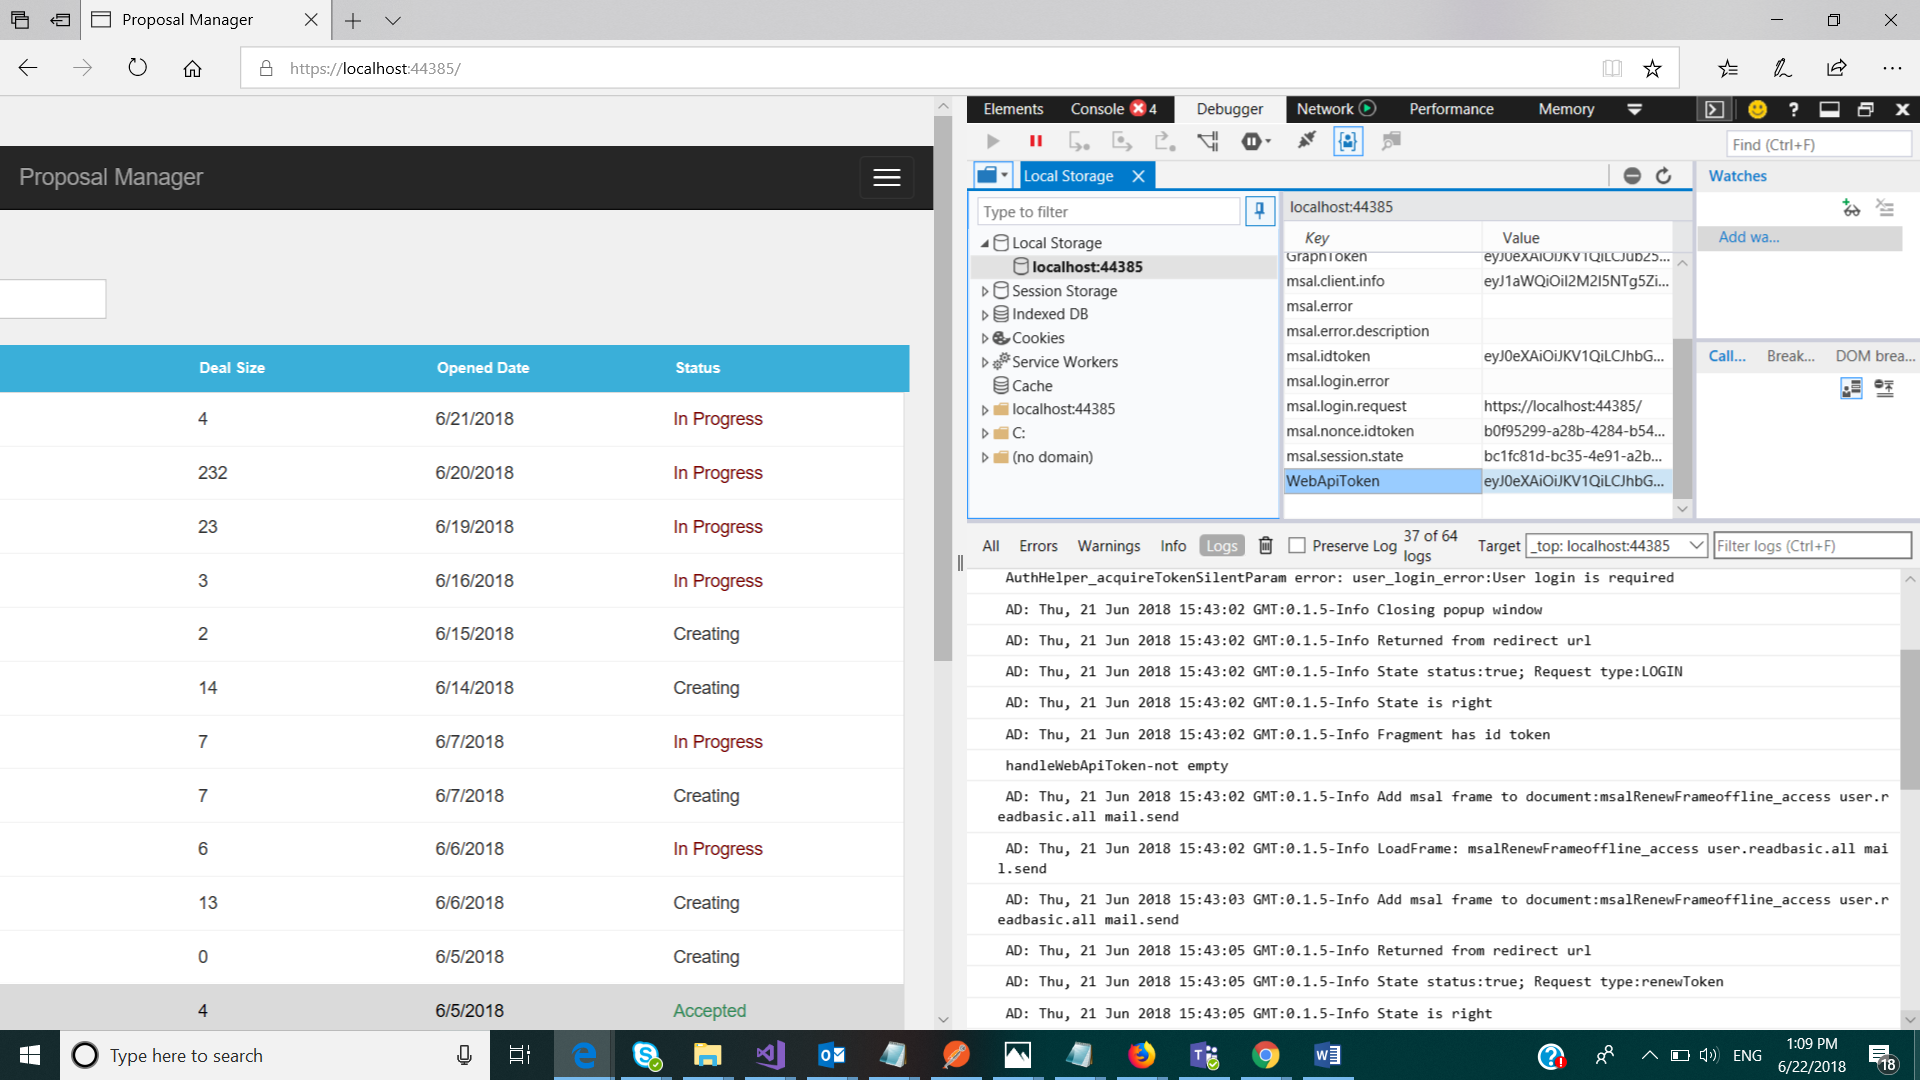 Proposal Manager
https://localhost:44385/
Proposal Manager
Deal Size Opened Date Status
4 6/21/2018 In Progress
232 6/20/2018 In Progress
23 6/19/2018 In Progress
3 6/16/2018 In Progress
2 6/15/2018 Creating
14 6/14/2018 Creating
7 6/7/2018 In Progress
7 6/7/2018 Creating
6 6/6/2018 In Progress
13 6/6/2018 Creating
0 6/5/2018 Creating
4 6/5/2018 Accepted
Elements Console 4 Debugger Network Performance Memory
Find (Ctrl+F)
Local Storage
Type to filter
Local Storage
localhost:44385
Session Storage
Indexed DB
Cookies
Service Workers
Cache
localhost:44385
C:
(no domain)
localhost:44385
Key Value
GraphToken eyJ0eXAiOiJKV1QiLCJub25...
msal.client.info eyJ1aWQiOiI2M2I5NTg5Zi...
msal.error
msal.error.description
msal.idtoken eyJ0eXAiOiJKV1QiLCJhbG...
msal.login.error
msal.login.request https://localhost:44385/
msal.nonce.idtoken b0f95299-a28b-4284-b54...
msal.session.state bc1fc81d-bc35-4e91-a2b...
WebApiToken eyJ0eXAiOiJKV1QiLCJhbG...
Watches
Add wa...
Call... Break... DOM brea...
All Errors Warnings Info Logs Preserve Log 37 of 64 logs Target _top: localhost:44385 Filter logs (Ctrl+F)
AuthHelper_acquireTokenSilentParam error: user_login_error:User login is required
AD: Thu, 21 Jun 2018 15:43:02 GMT:0.1.5-Info Closing popup window
AD: Thu, 21 Jun 2018 15:43:02 GMT:0.1.5-Info Returned from redirect url
AD: Thu, 21 Jun 2018 15:43:02 GMT:0.1.5-Info State status:true; Request type:LOGIN
AD: Thu, 21 Jun 2018 15:43:02 GMT:0.1.5-Info State is right
AD: Thu, 21 Jun 2018 15:43:02 GMT:0.1.5-Info Fragment has id token
handleWebApiToken-not empty
AD: Thu, 21 Jun 2018 15:43:02 GMT:0.1.5-Info Add msal frame to document:msalRenewFrameoffline_access user.r
eadbasic.all mail.send
AD: Thu, 21 Jun 2018 15:43:02 GMT:0.1.5-Info LoadFrame: msalRenewFrameoffline_access user.readbasic.all mai
l.send
AD: Thu, 21 Jun 2018 15:43:03 GMT:0.1.5-Info Add msal frame to document:msalRenewFrameoffline_access user.r
eadbasic.all mail.send
AD: Thu, 21 Jun 2018 15:43:05 GMT:0.1.5-Info Returned from redirect url
AD: Thu, 21 Jun 2018 15:43:05 GMT:0.1.5-Info State status:true; Request type:renewToken
AD: Thu, 21 Jun 2018 15:43:05 GMT:0.1.5-Info State is right
Type here to search
ENG
1:09 PM
6/22/2018
18